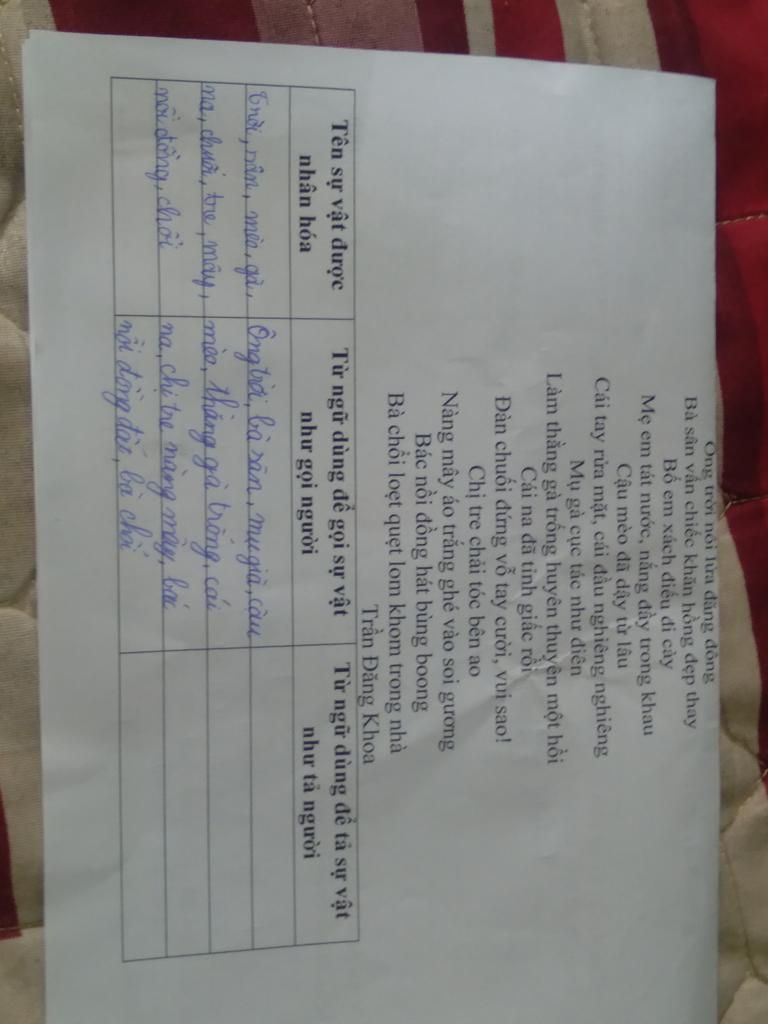 Ông trời nổi lửa đằng đông
Bà sân vấn chiếc khăn hồng đẹp thay
Bố em xách điếu đi cày
Mẹ em tát nước, nắng đầy trong khau
Cậu mèo đã dậy từ lâu
Cái tay rửa mặt, cái đầu nghiêng nghiêng
Mụ gà cục tác như điên
Làm thằng gà trống huyên thuyên một hồi
Cái na đã tỉnh giấc rồi
Đàn chuối đứng vỗ tay cười, vui sao!
Chị tre chải tóc bên ao
Nàng mây áo trắng ghé vào soi gương
Bác nồi đồng hát bùng boong
Bà chổi loẹt quẹt lom khom trong nhà
Trần Đăng Khoa
Tên sự vật được nhân hóa
Từ ngữ dùng để gọi sự vật như gọi người
Từ ngữ dùng để tả sự vật như tả người
trời, sân, mèo, gà,
Ông trời, bà sân, mụ gà, cậu
na, chuối, tre, mây,
mèo, thằng gà trống, cái
nồi đồng, chổi
na, chị tre nàng mây, bác
nồi đồng bà chổi